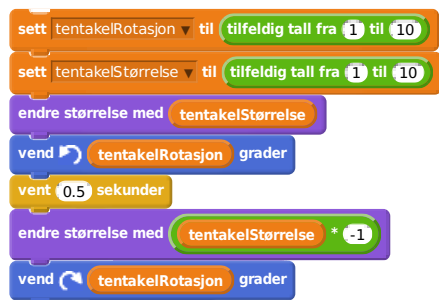 sett tentakelRotasjon til tilfeldig tall fra 1 til 10
sett tentakelStørrelse til tilfeldig tall fra 1 til 10
endre størrelse med tentakelStørrelse
vend tentakelRotasjon grader
vent 0.5 sekunder
endre størrelse med tentakelStørrelse * -1
vend tentakelRotasjon grader